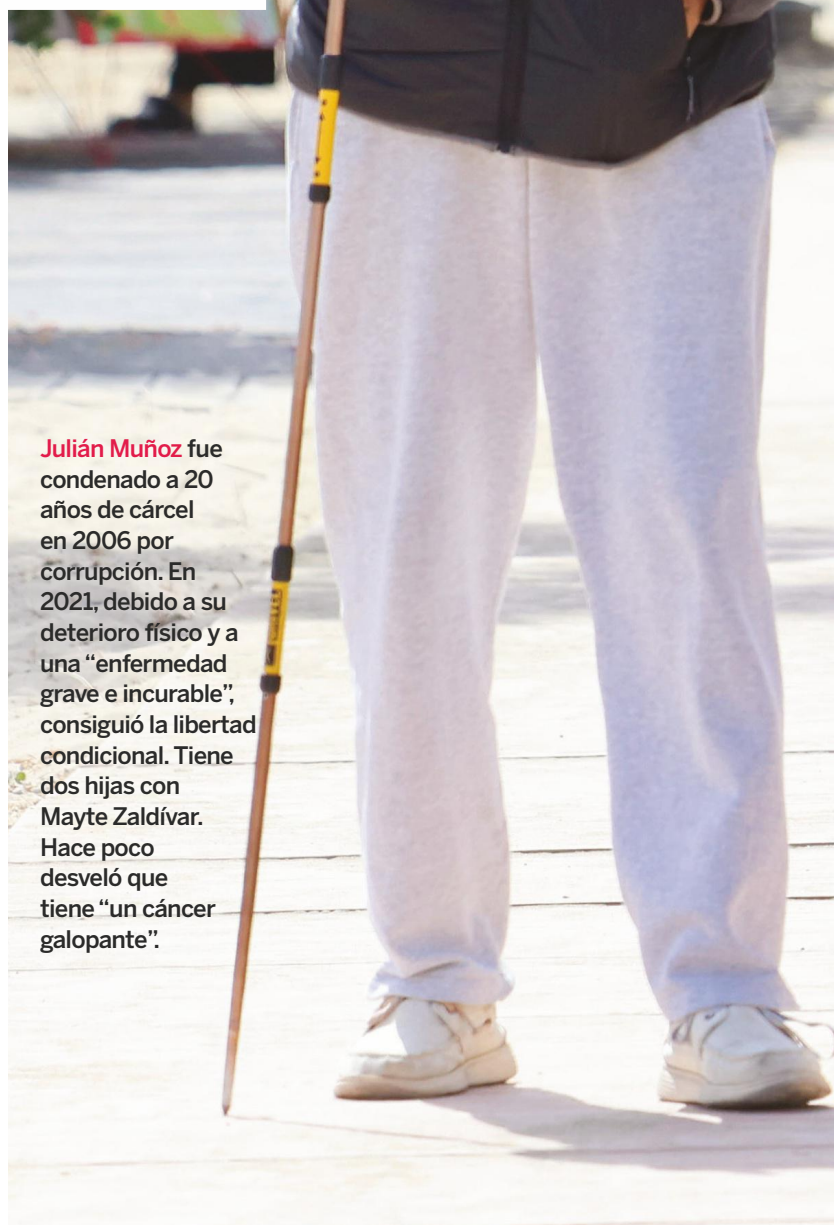 Julián Muñoz fue
condenado a 20
años de cárcel
en 2006 por
corrupción. En
2021, debido a su
deterioro físico y a
una “enfermedad
grave e incurable”,
consiguió la libertad
condicional. Tiene
dos hijas con
Mayte Zaldívar.
Hace poco
desveló que
tiene “un cáncer
galopante”.